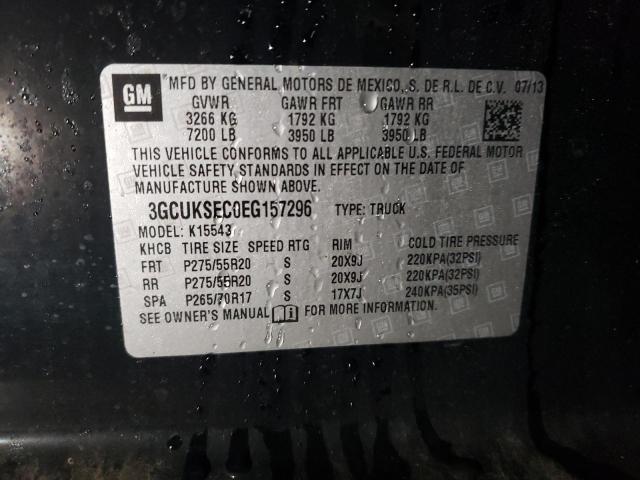 GM
*MFD BY GENERAL MOTORS DE MEXICO, S. DE R.L. DE C.V. 07/13
GVWR GAWR FRT GAWR RR
3266 KG 1792 KG 1792 KG
7200 LB 3950 LB 3950 LB
THIS VEHICLE CONFORMS TO ALL APPLICABLE U.S. FEDERAL MOTOR
VEHICLE SAFETY STANDARDS IN EFFECT ON THE DATE OF
MANUFACTURE SHOWN ABOVE.
3GCUKSEC0EG157296 TYPE: TRUCK
MODEL: K15543
KHCB TIRE SIZE SPEED RTG RIM COLD TIRE PRESSURE
FRT P275/55R20 S 20X9J 220KPA(32PSI)
RR P275/55R20 S 20X9J 220KPA(32PSI)
SPA P265/70R17 S 17X7J 240KPA(35PSI)
SEE OWNER'S MANUAL FOR MORE INFORMATION.